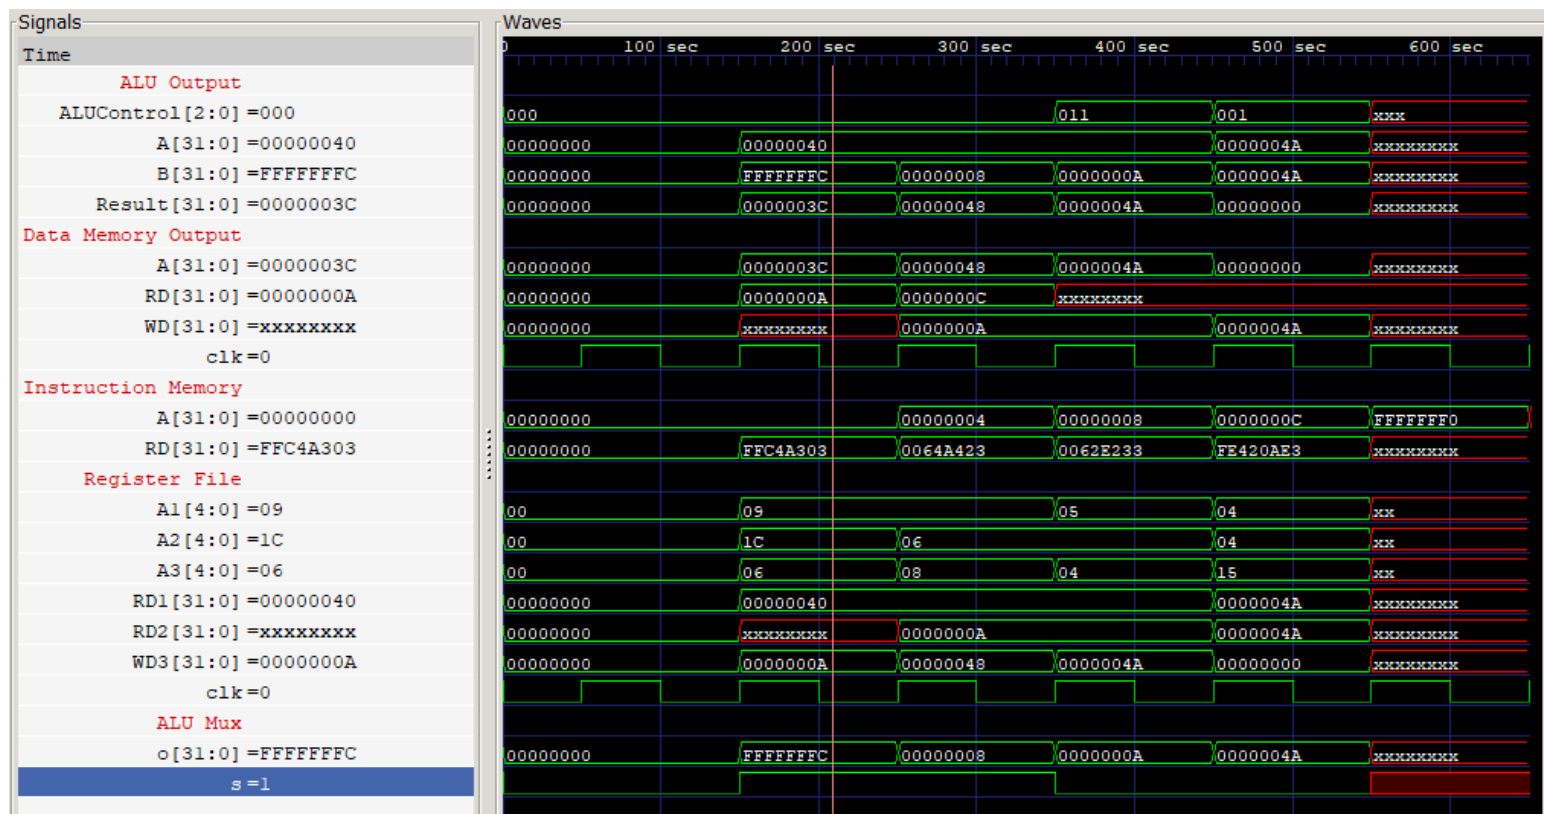 Signals Waves
Time 0 100 sec 200 sec 300 sec 400 sec 500 sec 600 sec
ALU Output
ALUControl[2:0] =000 000 011 001 xxx
A[31:0] =00000040 00000000 00000040 0000004A xxxxxxxx
B[31:0] =FFFFFFFC 00000000 FFFFFFFC 00000008 0000000A 0000004A xxxxxxxx
Result[31:0] =0000003C 00000000 0000003C 00000048 0000004A 00000000 xxxxxxxx
Data Memory Output
A[31:0] =0000003C 00000000 0000003C 00000048 0000004A 00000000 xxxxxxxx
RD[31:0] =0000000A 00000000 0000000A 0000000C xxxxxxxx
WD[31:0] =xxxxxxxx 00000000 xxxxxxxx 0000000A 0000004A xxxxxxxx
clk=0
Instruction Memory
A[31:0] =00000000 00000000 00000004 00000008 0000000C FFFFFFF0
RD[31:0] =FFC4A303 00000000 FFC4A303 0064A423 0062E233 FE420AE3 xxxxxxxx
Register File
A1[4:0] =09 00 09 05 04 xx
A2[4:0] =1C 00 1C 06 04 xx
A3[4:0] =06 00 06 08 04 15 xx
RD1[31:0] =00000040 00000000 00000040 0000004A xxxxxxxx
RD2[31:0] =xxxxxxxx 00000000 xxxxxxxx 0000000A 0000004A xxxxxxxx
WD3[31:0] =0000000A 00000000 0000000A 00000048 0000004A 00000000 xxxxxxxx
clk=0
ALU Mux
o[31:0] =FFFFFFFC 00000000 FFFFFFFC 00000008 0000000A 0000004A xxxxxxxx
s=1